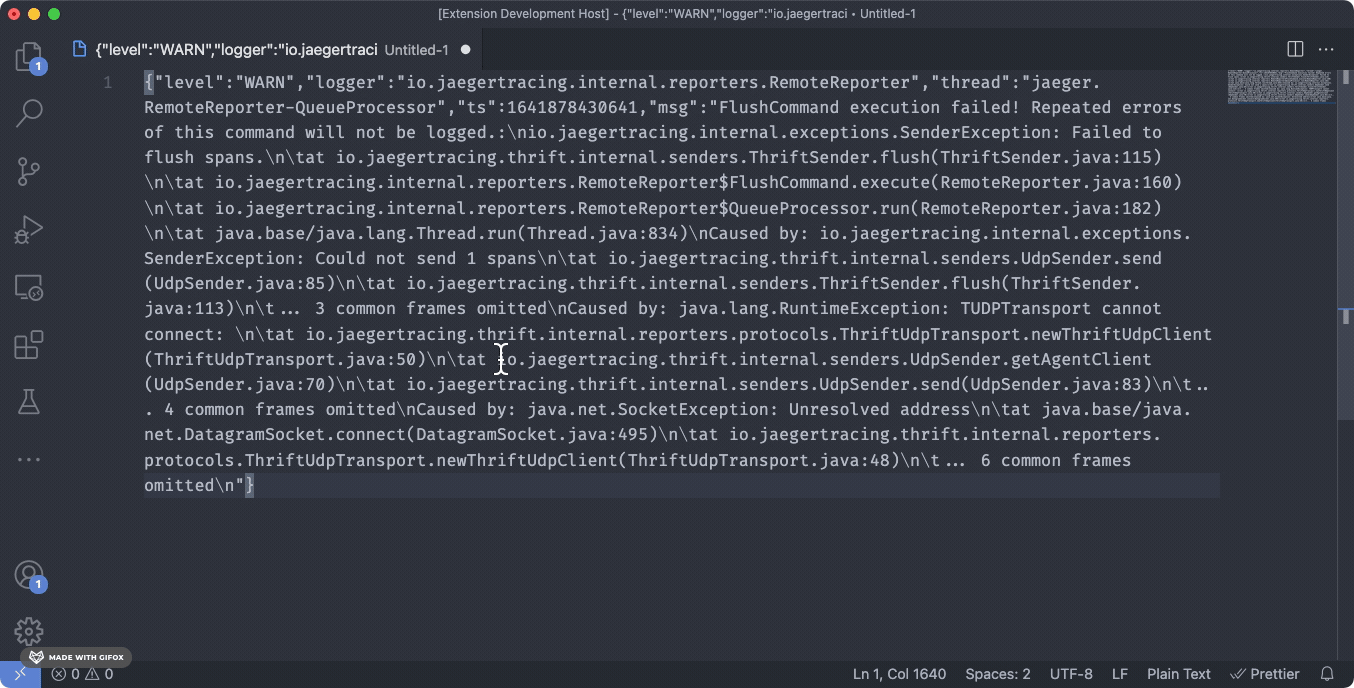 [Extension Development Host] - {"level":"WARN","logger":"io.jaegertraci • Untitled-1
{"level":"WARN","logger":"io.jaegertraci Untitled-1
1
1 {"level":"WARN","logger":"io.jaegertracing.internal.reporters.RemoteReporter","thread":"jaeger.
RemoteReporter-QueueProcessor","ts":1641878430641,"msg":"FlushCommand execution failed! Repeated errors
of this command will not be logged.:\nio.jaegertracing.internal.exceptions.SenderException: Failed to
flush spans.\n\tat io.jaegertracing.thrift.internal.senders.ThriftSender.flush(ThriftSender.java:115)
\n\tat io.jaegertracing.internal.reporters.RemoteReporter$FlushCommand.execute(RemoteReporter.java:160)
\n\tat io.jaegertracing.internal.reporters.RemoteReporter$QueueProcessor.run(RemoteReporter.java:182)
\n\tat java.base/java.lang.Thread.run(Thread.java:834)\nCaused by: io.jaegertracing.internal.exceptions.
SenderException: Could not send 1 spans\n\tat io.jaegertracing.thrift.internal.senders.UdpSender.send
(UdpSender.java:85)\n\tat io.jaegertracing.thrift.internal.senders.ThriftSender.flush(ThriftSender.
java:113)\n\t... 3 common frames omitted\nCaused by: java.lang.RuntimeException: TUDPTransport cannot
connect: \n\tat io.jaegertracing.thrift.internal.reporters.protocols.ThriftUdpTransport.newThriftUdpClient
(ThriftUdpTransport.java:50)\n\tat io.jaegertracing.thrift.internal.senders.UdpSender.getAgentClient
(UdpSender.java:70)\n\tat io.jaegertracing.thrift.internal.senders.UdpSender.send(UdpSender.java:83)\n\t..
. 4 common frames omitted\nCaused by: java.net.SocketException: Unresolved address\n\tat java.base/java.
net.DatagramSocket.connect(DatagramSocket.java:495)\n\tat io.jaegertracing.thrift.internal.reporters.
protocols.ThriftUdpTransport.newThriftUdpClient(ThriftUdpTransport.java:48)\n\t... 6 common frames
omitted\n"}
1
MADE WITH GIFOX
0 0 Ln 1, Col 1640 Spaces: 2 UTF-8 LF Plain Text Prettier